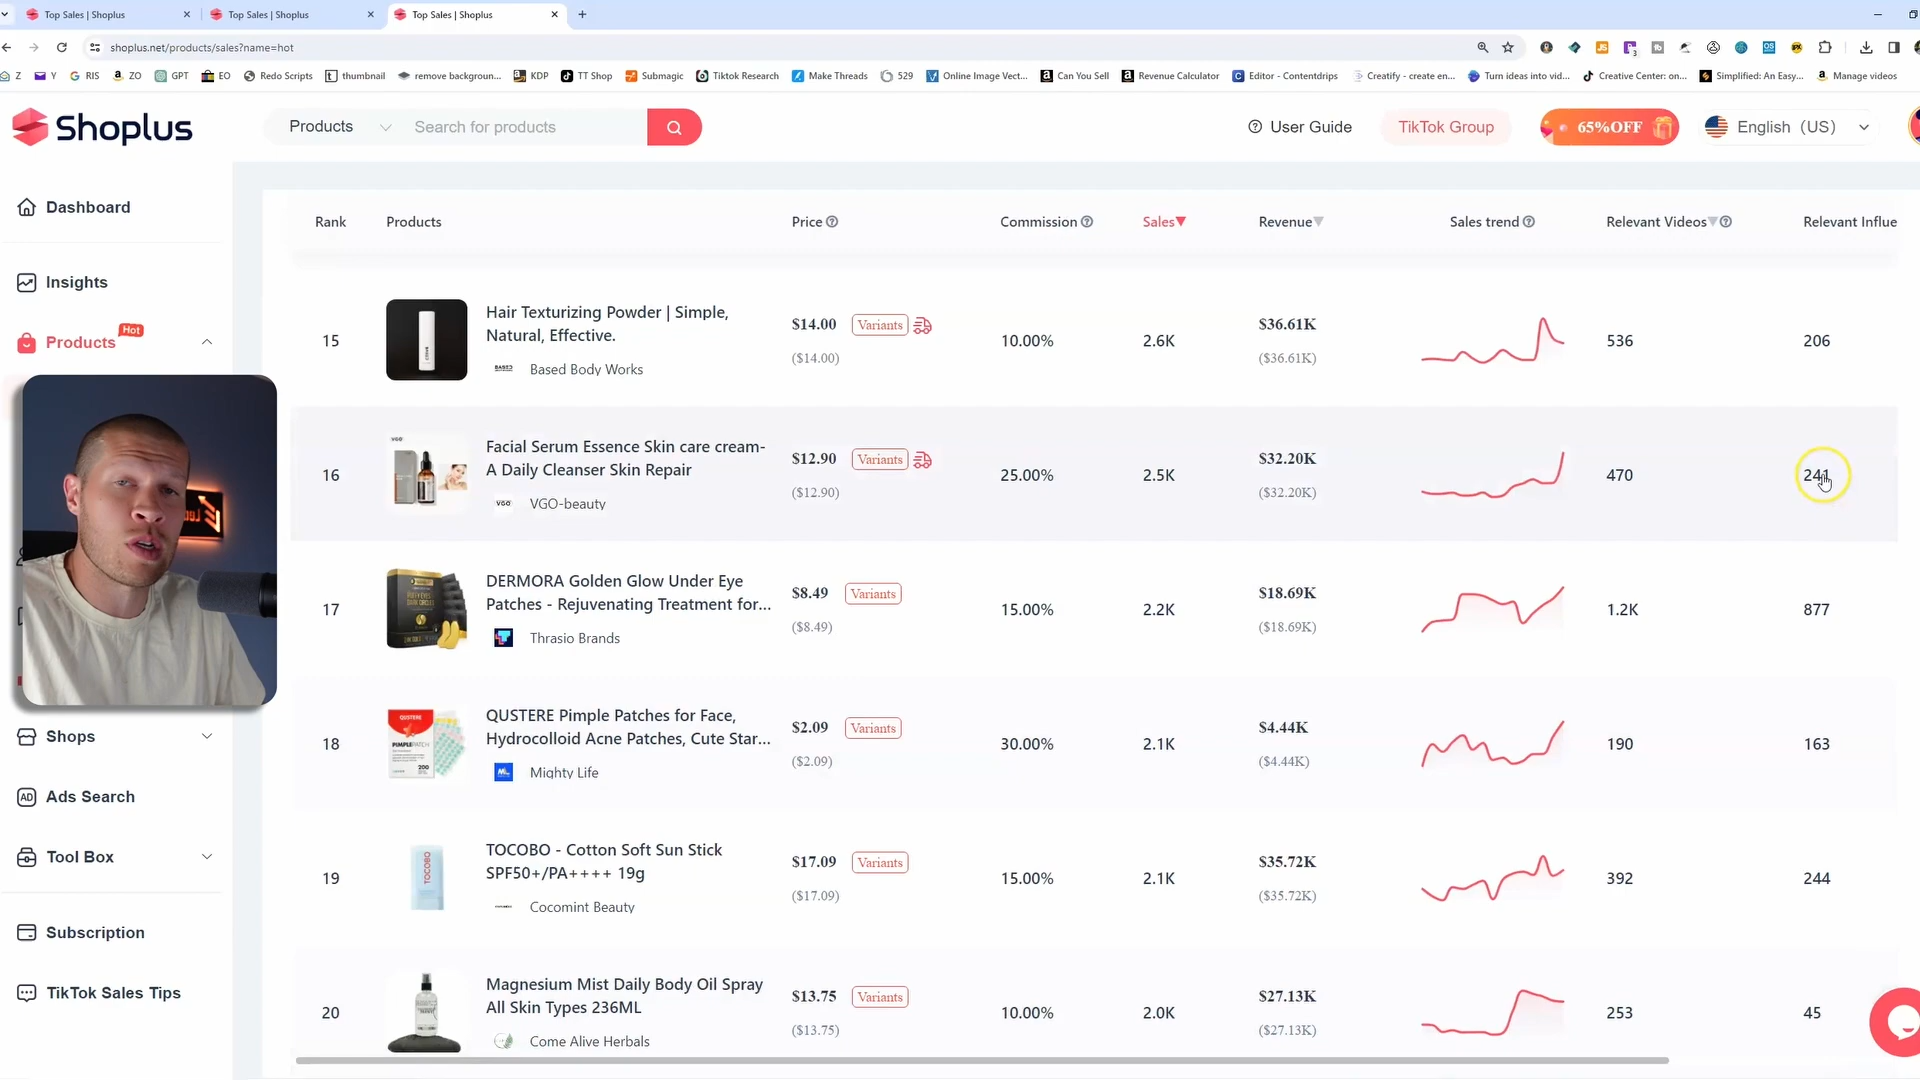 Top Sales | Shoplus
Top Sales | Shoplus
Top Sales | Shoplus
shoplus.net/products/sales?name=hot
Z
Y
RIS
ZO
GPT
EO
Redo Scripts
thumbnail
remove backgroun...
KDP
TT Shop
Submagic
Tiktok Research
Make Threads
529
Online Image Vect...
Can You Sell
Revenue Calculator
Editor - Contentdrips
Creatify - create en...
Turn ideas into vid...
Creative Center: on...
Simplified: An Easy...
Manage videos
Shoplus
Products
Search for products
User Guide
TikTok Group
65%OFF
English (US)
Dashboard
Insights
Products
Hot
Shops
Ads Search
Tool Box
Subscription
TikTok Sales Tips
Rank
Products
Price
Commission
Sales
Revenue
Sales trend
Relevant Videos
Relevant Influe
15
Hair Texturizing Powder | Simple,
Natural, Effective.
Based Body Works
$14.00
Variants
($14.00)
10.00%
2.6K
$36.61K
($36.61K)
536
206
16
Facial Serum Essence Skin care cream-
A Daily Cleanser Skin Repair
VGO-beauty
$12.90
Variants
($12.90)
25.00%
2.5K
$32.20K
($32.20K)
470
241
17
DERMORA Golden Glow Under Eye
Patches - Rejuvenating Treatment for...
Thrasio Brands
$8.49
Variants
($8.49)
15.00%
2.2K
$18.69K
($18.69K)
1.2K
877
18
QUSTERE Pimple Patches for Face,
Hydrocolloid Acne Patches, Cute Star...
Mighty Life
$2.09
Variants
($2.09)
30.00%
2.1K
$4.44K
($4.44K)
190
163
19
TOCOBO - Cotton Soft Sun Stick
SPF50+/PA++++ 19g
Cocomint Beauty
$17.09
Variants
($17.09)
15.00%
2.1K
$35.72K
($35.72K)
392
244
20
Magnesium Mist Daily Body Oil Spray
All Skin Types 236ML
Come Alive Herbals
$13.75
Variants
($13.75)
10.00%
2.0K
$27.13K
($27.13K)
253
45